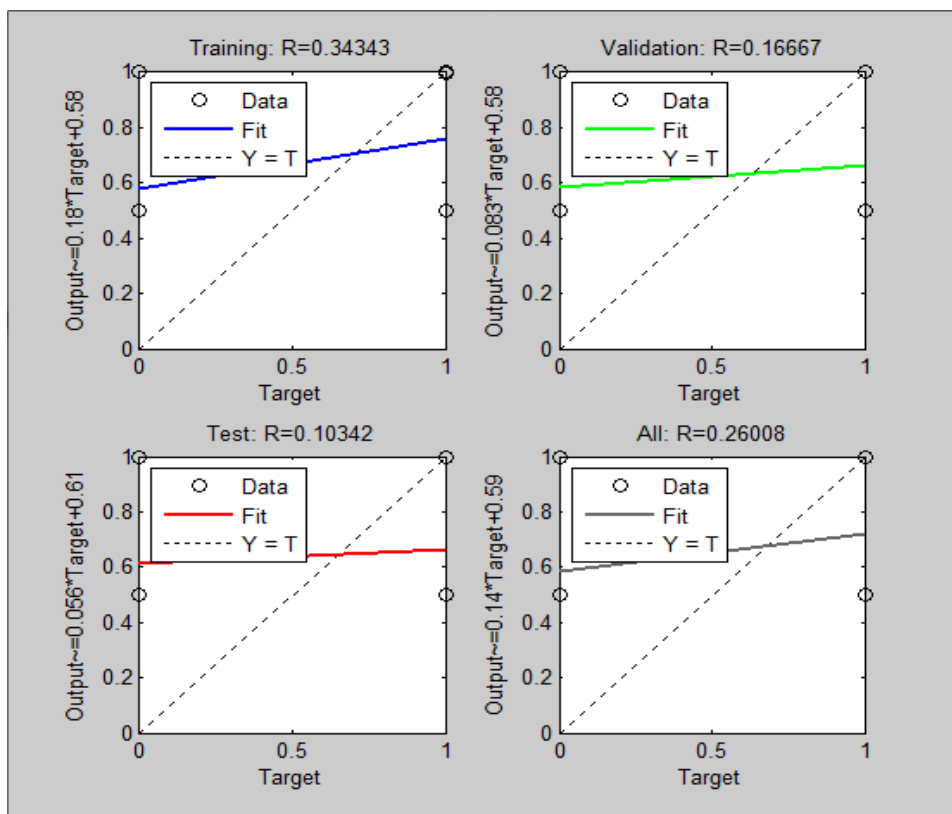 Training: R=0.34343
Output~=0.18*Target+0.58
1
0.8
0.6
0.4
0.2
0
Data
Fit
Y = T
0
0.5
1
Target
Validation: R=0.16667
Output~=0.083*Target+0.58
1
0.8
0.6
0.4
0.2
0
Data
Fit
Y = T
0
0.5
1
Target
Test: R=0.10342
Output~=0.056*Target+0.61
1
0.8
0.6
0.4
0.2
0
Data
Fit
Y = T
0
0.5
1
Target
All: R=0.26008
Output~=0.14*Target+0.59
1
0.8
0.6
0.4
0.2
0
Data
Fit
Y = T
0
0.5
1
Target